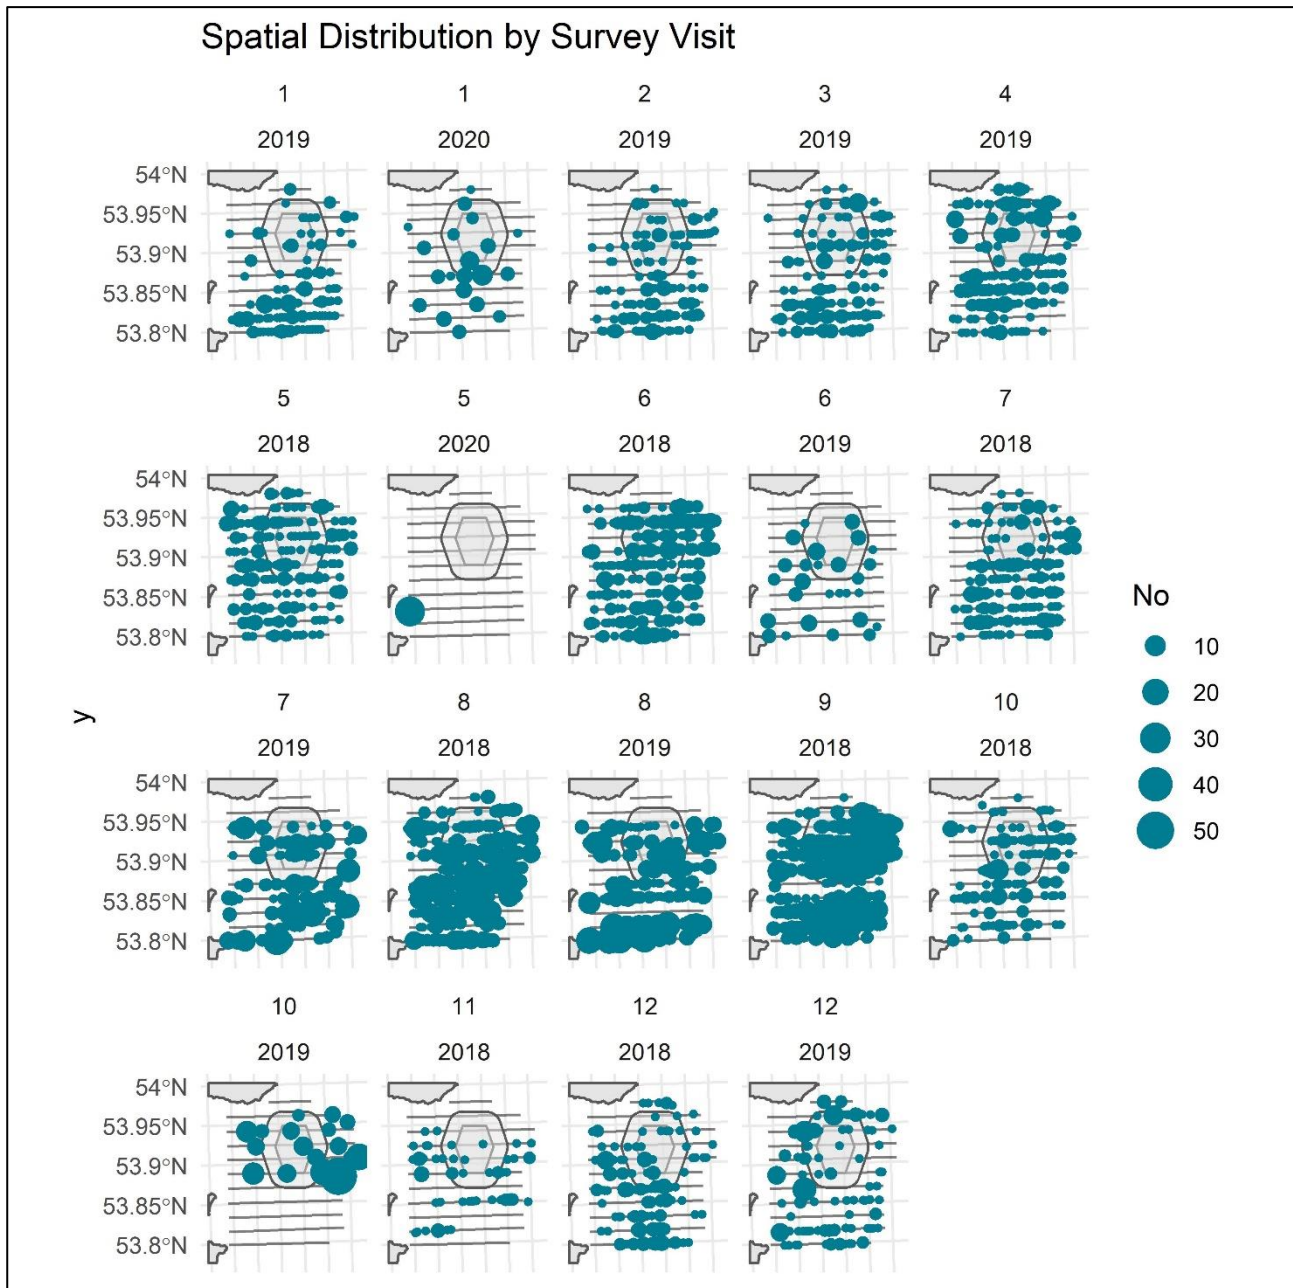 Spatial Distribution by Survey Visit
1 1 2 3 4
2019 2020 2019 2019 2019
54°N
53.95°N
53.9°N
53.85°N
53.8°N
5 5 6 6 7
2018 2020 2018 2019 2018
54°N
53.95°N
53.9°N
53.85°N
53.8°N
7 8 8 9 10
2019 2018 2019 2018 2018
54°N
53.95°N
53.9°N
53.85°N
53.8°N
10 11 12 12
2019 2018 2018 2019
54°N
53.95°N
53.9°N
53.85°N
53.8°N
y
No
10
20
30
40
50